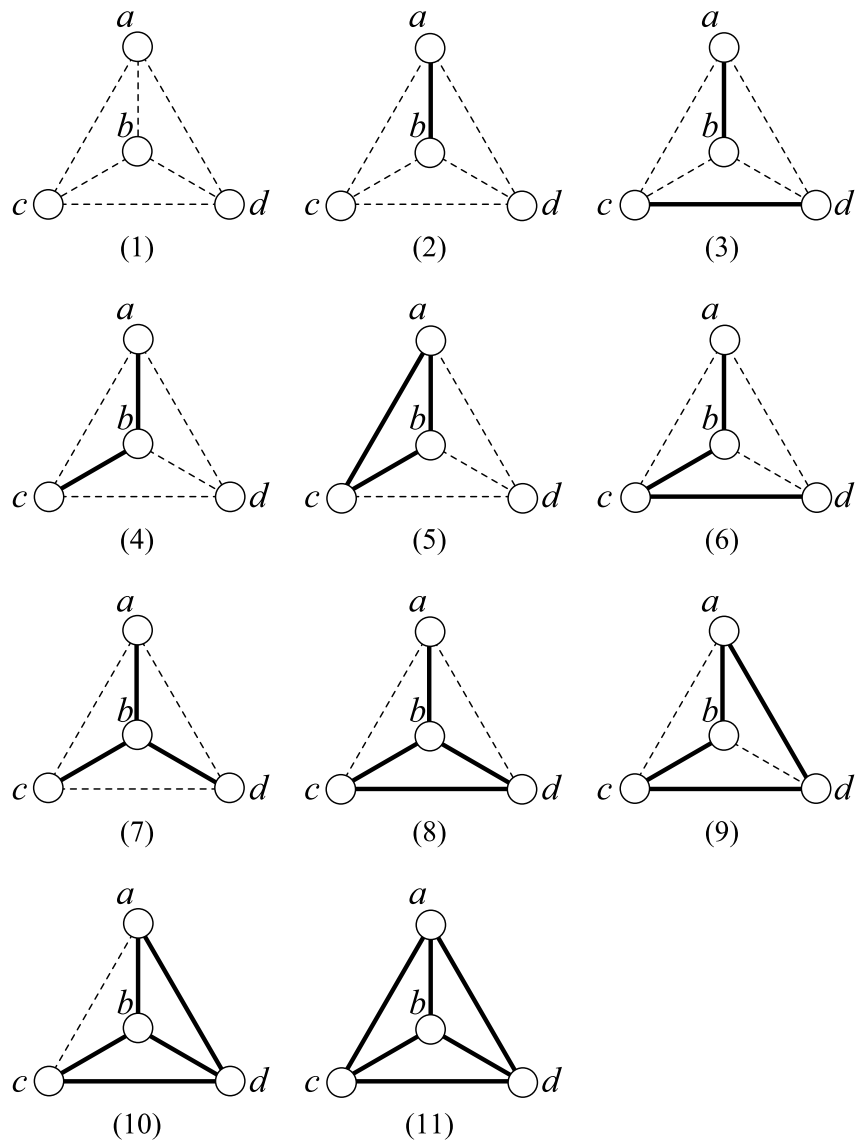 a a a
b b b
c d c d c d
(1) (2) (3)
a a a
b b b
c d c d c d
(4) (5) (6)
a a a
b b b
c d c d c d
(7) (8) (9)
a a
b b
c d c d
(10) (11)